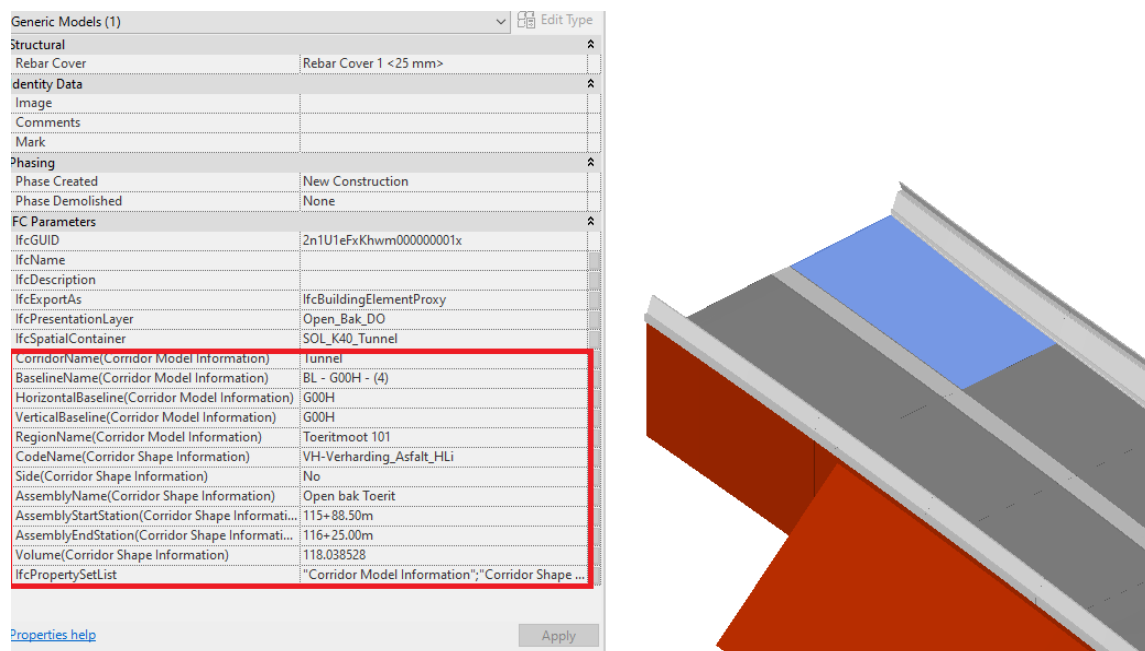 Generic Models (1) Edit Type
Structural
Rebar Cover Rebar Cover 1 <25 mm>
dentity Data
Image
Comments
Mark
Phasing
Phase Created New Construction
Phase Demolished None
FC Parameters
IfcGUID 2n1U1eFxKhwm000000001x
IfcName
IfcDescription
IfcExportAs IfcBuildingElementProxy
IfcPresentationLayer Open_Bak_DO
IfcSpatialContainer SOL_K40_Tunnel
CorridorName(Corridor Model Information) Tunnel
BaselineName(Corridor Model Information) BL - G00H - (4)
HorizontalBaseline(Corridor Model Information) G00H
VerticalBaseline(Corridor Model Information) G00H
RegionName(Corridor Model Information) Toeritmoot 101
CodeName(Corridor Shape Information) VH-Verharding_Asfalt_HLi
Side(Corridor Shape Information) No
AssemblyName(Corridor Shape Information) Open bak Toerit
AssemblyStartStation(Corridor Shape Informati... 115+88.50m
AssemblyEndStation(Corridor Shape Informati... 116+25.00m
Volume(Corridor Shape Information) 118.038528
IfcPropertySetList "Corridor Model Information";"Corridor Shape ...
Properties help Apply